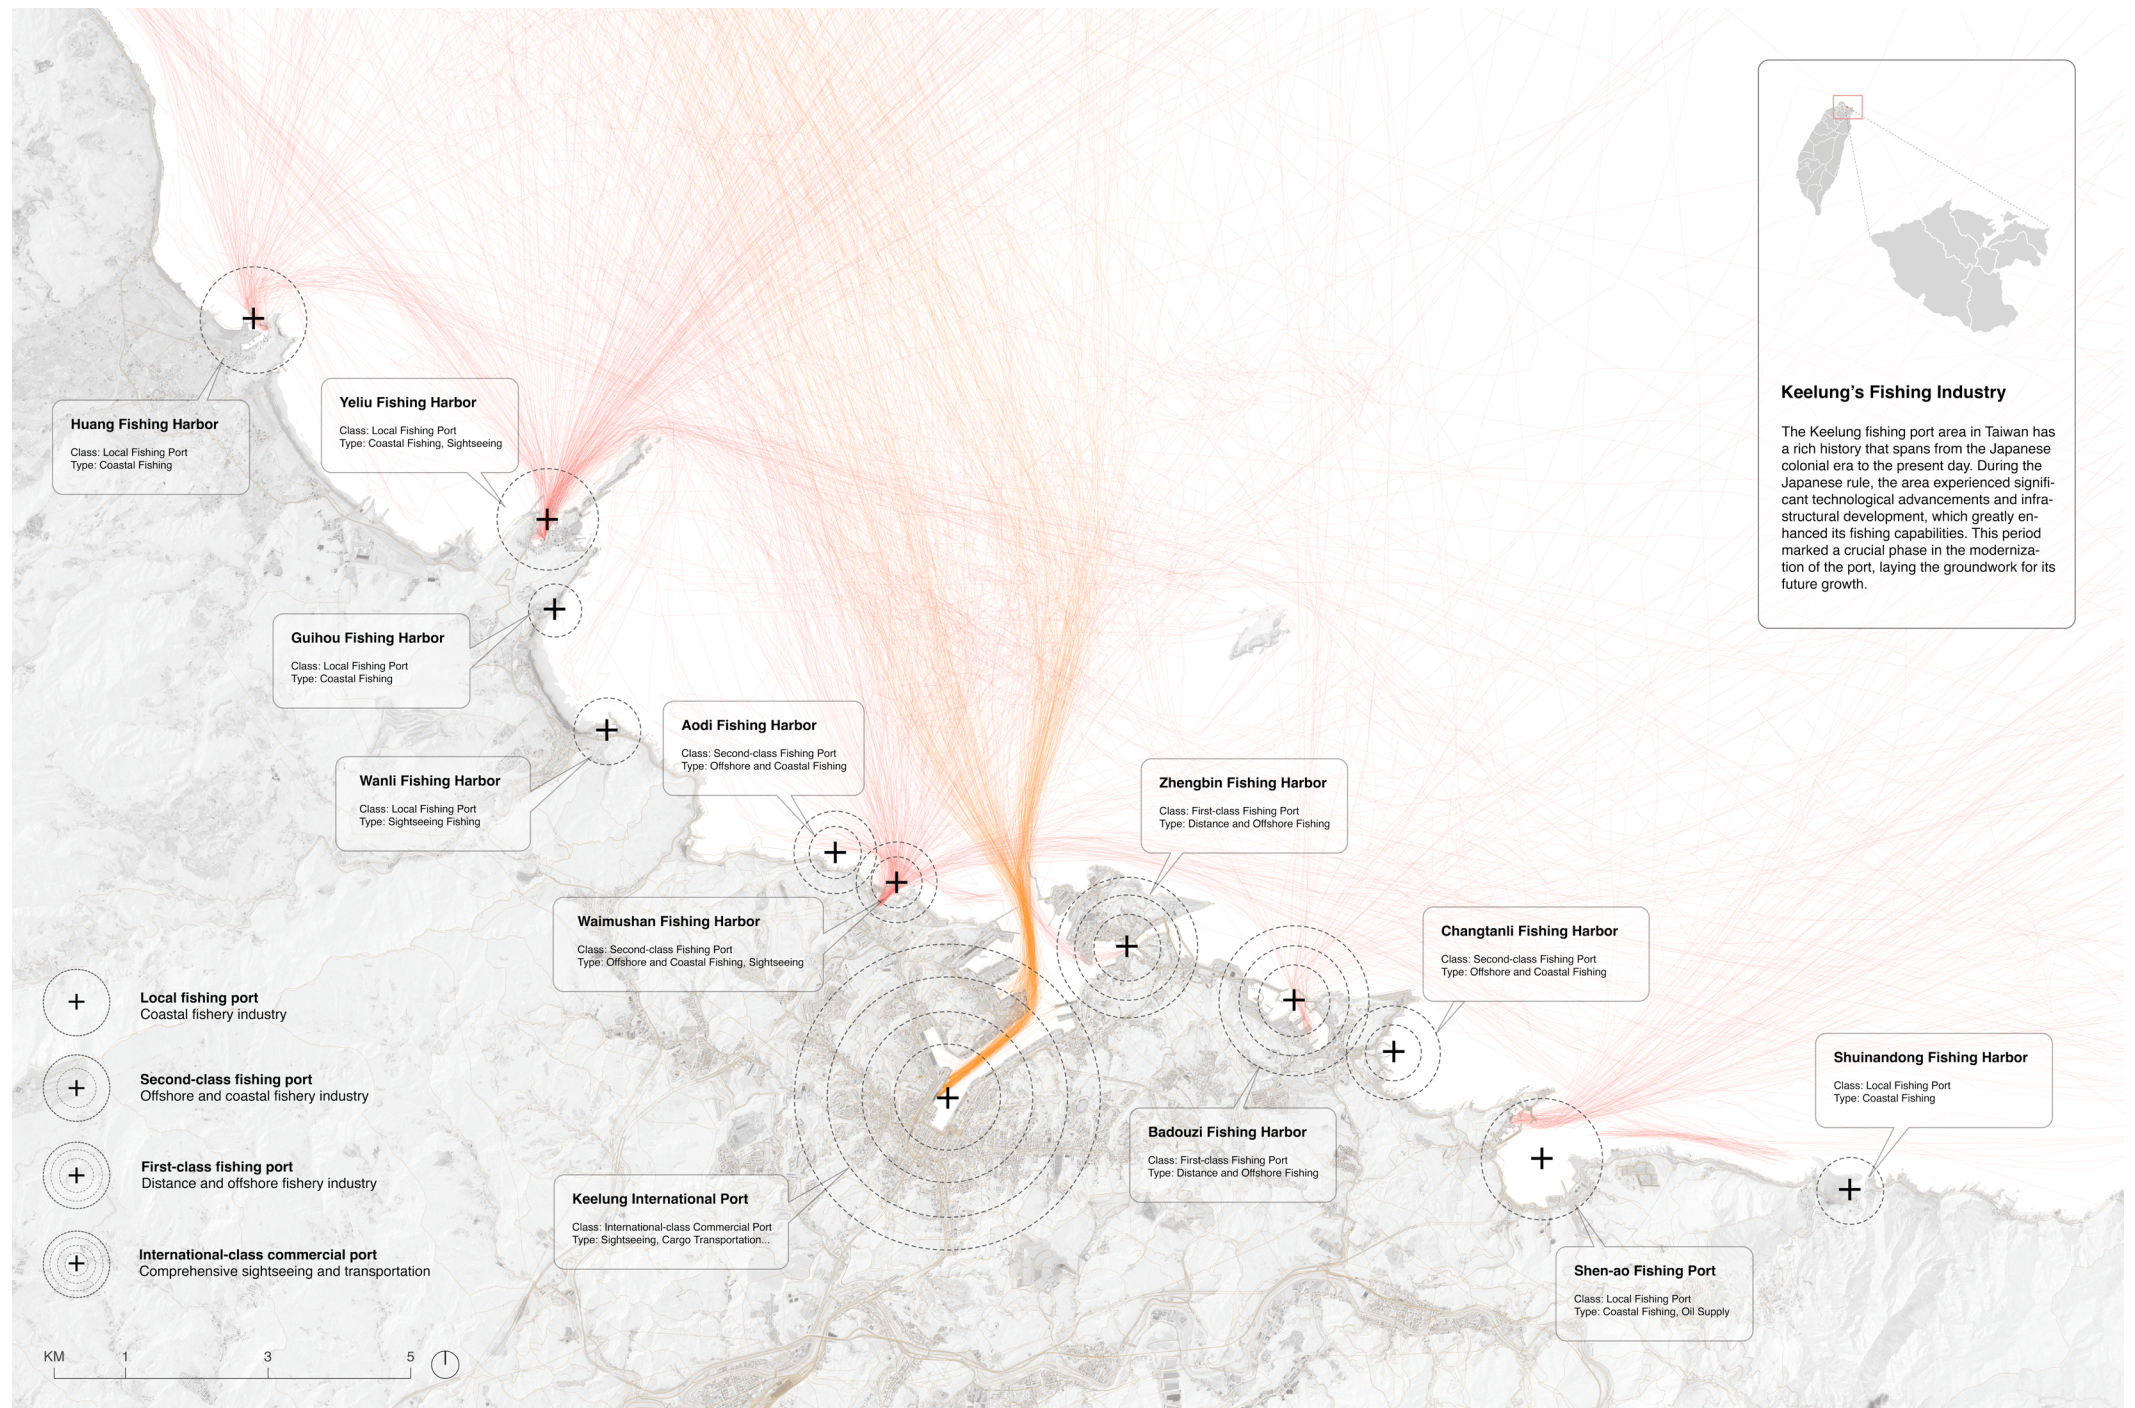 Huang Fishing Harbor
Class: Local Fishing Port
Type: Coastal Fishing
Yeliu Fishing Harbor
Class: Local Fishing Port
Type: Coastal Fishing, Sightseeing
Guihou Fishing Harbor
Class: Local Fishing Port
Type: Coastal Fishing
Wanli Fishing Harbor
Class: Local Fishing Port
Type: Sightseeing Fishing
Aodi Fishing Harbor
Class: Second-class Fishing Port
Type: Offshore and Coastal Fishing
Waimushan Fishing Harbor
Class: Second-class Fishing Port
Type: Offshore and Coastal Fishing, Sightseeing
Zhengbin Fishing Harbor
Class: First-class Fishing Port
Type: Distance and Offshore Fishing
Changtanli Fishing Harbor
Class: Second-class Fishing Port
Type: Offshore and Coastal Fishing
Badouzi Fishing Harbor
Class: First-class Fishing Port
Type: Distance and Offshore Fishing
Shuinandong Fishing Harbor
Class: Local Fishing Port
Type: Coastal Fishing
Keelung International Port
Class: International-class Commercial Port
Type: Sightseeing, Cargo Transportation...
Shen-ao Fishing Port
Class: Local Fishing Port
Type: Coastal Fishing, Oil Supply
Keelung's Fishing Industry
The Keelung fishing port area in Taiwan has
a rich history that spans from the Japanese
colonial era to the present day. During the
Japanese rule, the area experienced signifi-
cant technological advancements and infra-
structural development, which greatly en-
hanced its fishing capabilities. This period
marked a crucial phase in the moderniza-
tion of the port, laying the groundwork for its
future growth.
Local fishing port
Coastal fishery industry
Second-class fishing port
Offshore and coastal fishery industry
First-class fishing port
Distance and offshore fishery industry
International-class commercial port
Comprehensive sightseeing and transportation
KM 1 3 5